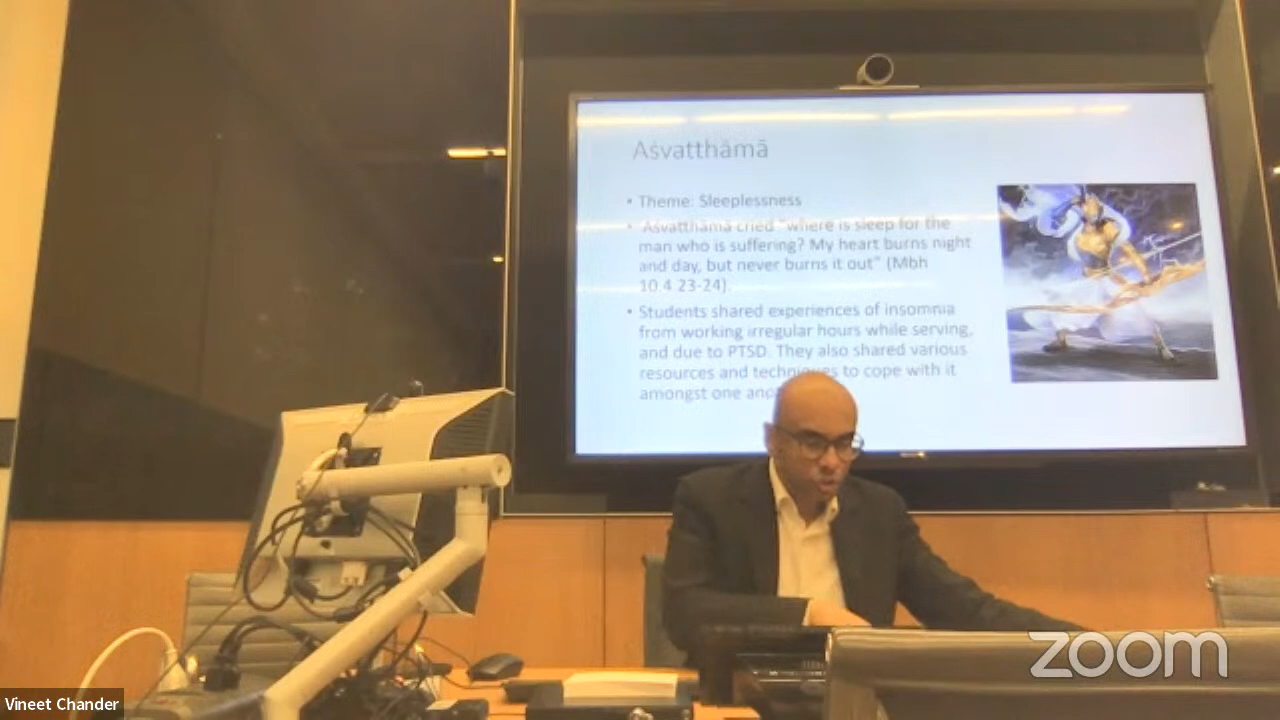 Aśvatthāmā
• Theme: Sleeplessness
• Aśvatthāmā cried "where is sleep for the
man who is suffering? My heart burns night
and day, but never burns it out" (Mbh
10.4.23-24).
• Students shared experiences of insomnia
from working irregular hours while serving,
and due to PTSD. They also shared various
resources and techniques to cope with it
amongst one
zoom
Vineet Chander